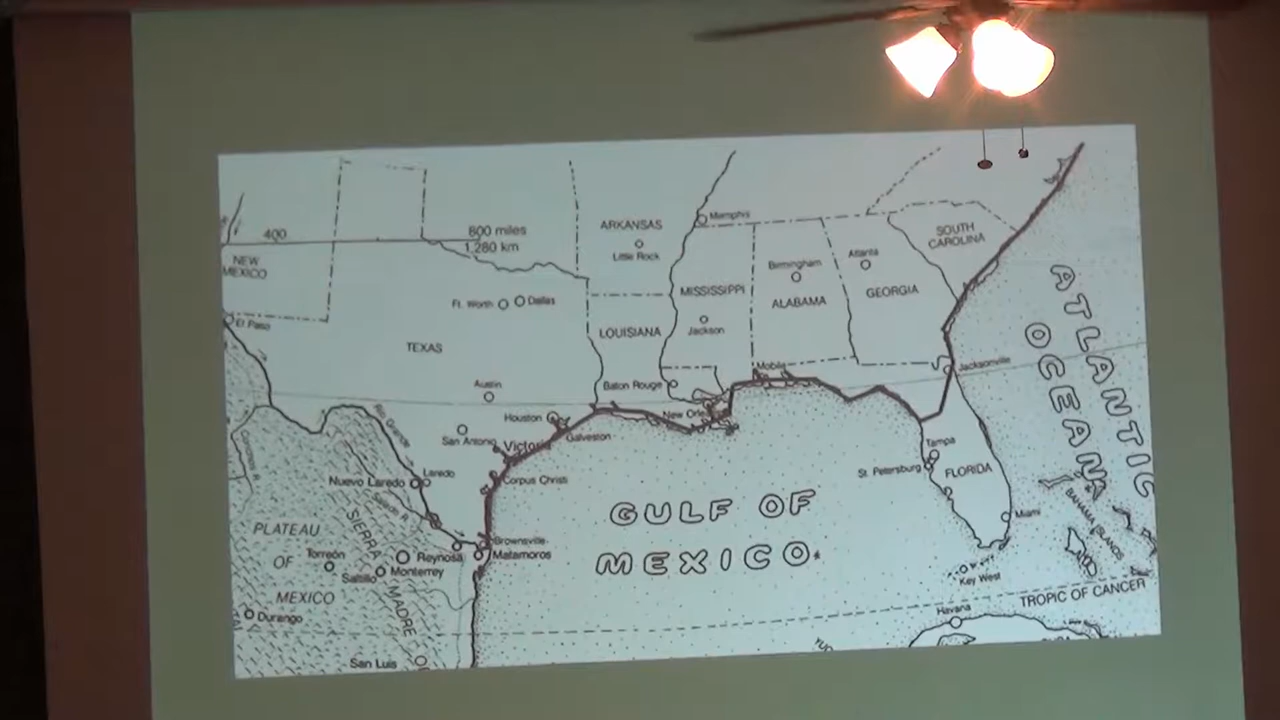 400
800 miles
1,280 km
NEW
MEXICO
ARKANSAS
Little Rock
Memphis
SOUTH
CAROLINA
Birmingham
Atlanta
MISSISSIPPI
ALABAMA
GEORGIA
Ft. Worth
Dallas
El Paso
Jackson
LOUISIANA
TEXAS
ATLANTIC
OCEAN
Mobile
Jacksonville
Austin
Baton Rouge
Houston
Galveston
San Antonio
Victoria
Rio Grande
Tampa
St. Petersburg
FLORIDA
Laredo
Nuevo Laredo
Corpus Christi
GULF OF
MEXICO
Miami
BAHAMA ISLANDS
PLATEAU
OF
MEXICO
SIERRA
MADRE
Brownsville
Matamoros
Reynosa
Torreón
Saltillo
Monterrey
Durango
Key West
Havana
TROPIC OF CANCER
San Luis